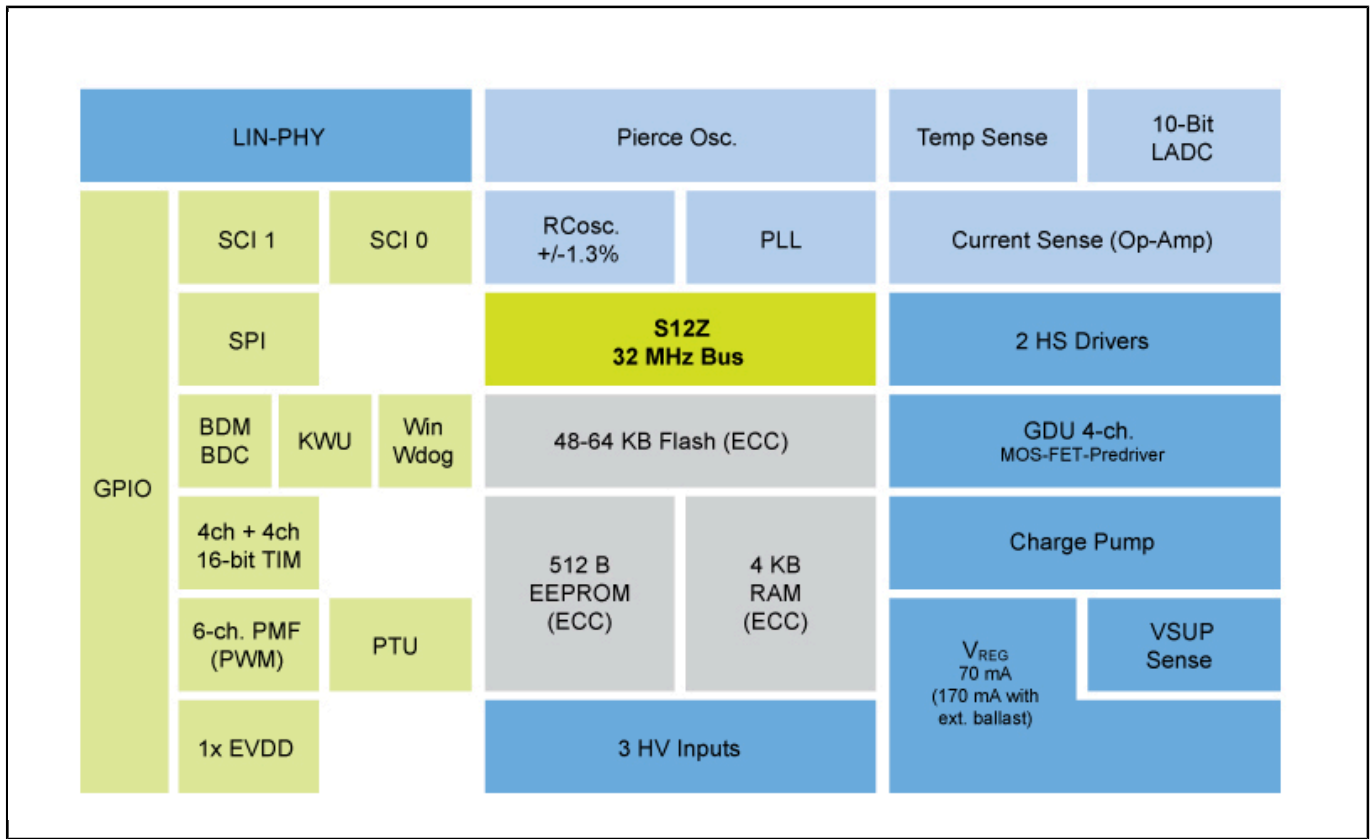 LIN-PHY
Pierce Osc.
Temp Sense
10-Bit
LADC
SCI 1
SCI 0
RCosc.
+/-1.3%
PLL
Current Sense (Op-Amp)
SPI
S12Z
32 MHz Bus
2 HS Drivers
GPIO
BDM
BDC
KWU
Win
Wdog
48-64 KB Flash (ECC)
GDU 4-ch.
MOS-FET-Predriver
4ch + 4ch
16-bit TIM
512 B
EEPROM
(ECC)
4 KB
RAM
(ECC)
Charge Pump
6-ch. PMF
(PWM)
PTU
VREG
70 mA
(170 mA with
ext. ballast)
VSUP
Sense
1x EVDD
3 HV Inputs